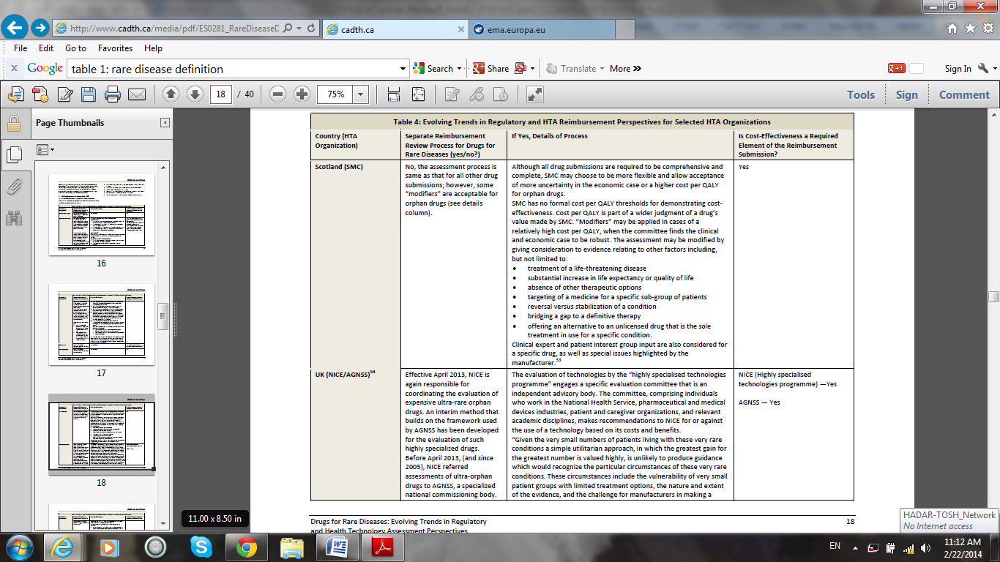 http://www.cadth.ca/media/pdf/ES0281_RareDiseaseD
cadth.ca
ema.europa.eu
File Edit Go to Favorites Help
x Google table 1: rare disease definition Search Share Translate More »
+1 Sign In
18 / 40 75% Tools Sign Comment
Page Thumbnails
16
17
18
11.00 x 8.50 in
Table 4: Evolving Trends in Regulatory and HTA Reimbursement Perspectives for Selected HTA Organizations
Country (HTA
Organization)
Separate Reimbursement
Review Process for Drugs for
Rare Diseases (yes/no?)
If Yes, Details of Process
Is Cost-Effectiveness a Required
Element of the Reimbursement
Submission?
Scotland (SMC)
No, the assessment process is
same as that for all other drug
submissions; however, some
"modifiers" are acceptable for
orphan drugs (see details
column).
Although all drug submissions are required to be comprehensive and
complete, SMC may choose to be more flexible and allow acceptance
of more uncertainty in the economic case or a higher cost per QALY
for orphan drugs.
SMC has no formal cost per QALY thresholds for demonstrating cost-
effectiveness. Cost per QALY is part of a wider judgment of a drug's
value made by SMC. "Modifiers" may be applied in cases of a
relatively high cost per QALY, when the committee finds the clinical
and economic case to be robust. The assessment may be modified by
giving consideration to evidence relating to other factors including,
but not limited to:
• treatment of a life-threatening disease
• substantial increase in life expectancy or quality of life
• absence of other therapeutic options
• targeting of a medicine for a specific sub-group of patients
• reversal versus stabilization of a condition
• bridging a gap to a definitive therapy
• offering an alternative to an unlicensed drug that is the sole
treatment in use for a specific condition.
Clinical expert and patient interest group input are also considered for
a specific drug, as well as special issues highlighted by the
manufacturer.53
Yes
UK (NICE/AGNSS)54
Effective April 2013, NICE is
again responsible for
coordinating the evaluation of
expensive ultra-rare orphan
drugs. An interim method that
builds on the framework used
by AGNSS has been developed
for the evaluation of such
highly specialized drugs.
Before April 2013, (and since
2005), NICE referred
assessments of ultra-orphan
drugs to AGNSS, a specialized
national commissioning body.
The evaluation of technologies by the "highly specialised technologies
programme" engages a specific evaluation committee that is an
independent advisory body. The committee, comprising individuals
who work in the National Health Service, pharmaceutical and medical
devices industries, patient and caregiver organizations, and relevant
academic disciplines, makes recommendations to NICE for or against
the use of a technology based on its costs and benefits.
"Given the very small numbers of patients living with these very rare
conditions a simple utilitarian approach, in which the greatest gain for
the greatest number is valued highly, is unlikely to produce guidance
which would recognize the particular circumstances of these very rare
conditions. These circumstances include the vulnerability of very small
patient groups with limited treatment options, the nature and extent
of the evidence, and the challenge for manufacturers in making a
NICE (Highly specialised
technologies programme) —Yes
AGNSS — Yes
Drugs for Rare Diseases: Evolving Trends in Regulatory
and Health Technology Assessment Perspectives
18
HADAR-TOSH_Network
No Internet access
EN
11:12 AM
2/22/2014